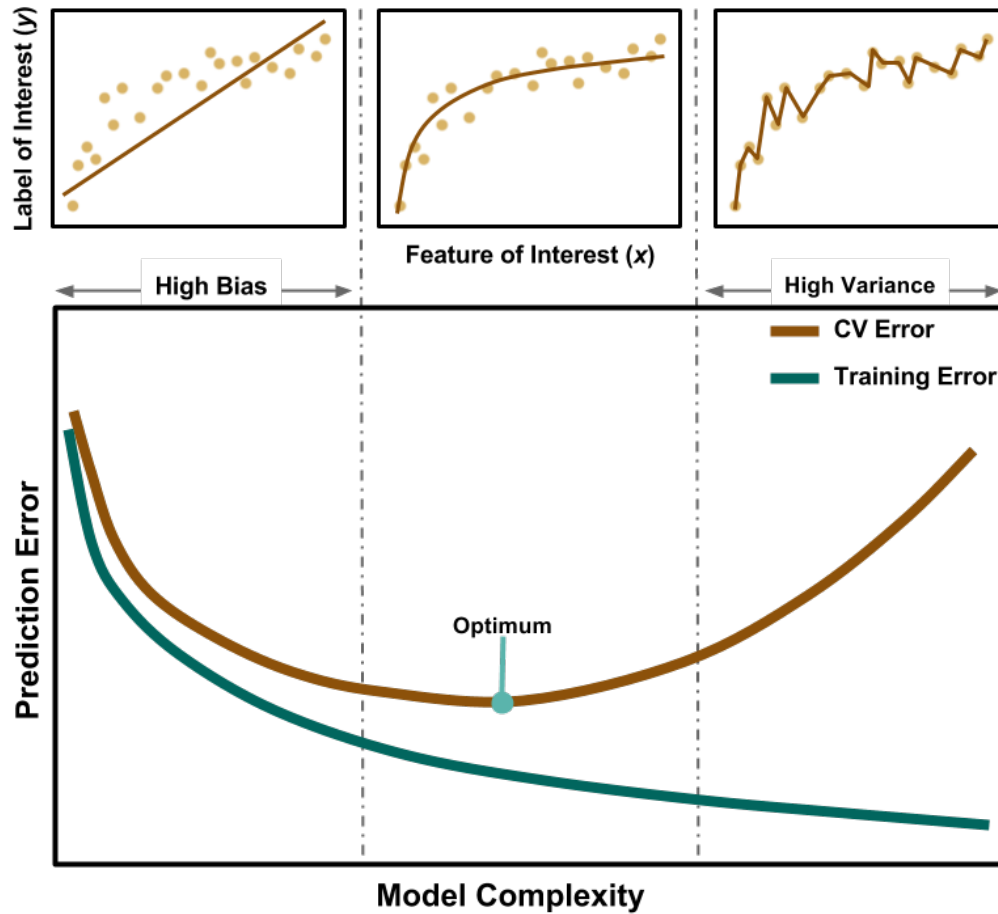 Label of Interest (y)
Feature of Interest (x)
High Bias
High Variance
CV Error
Training Error
Optimum
Prediction Error
Model Complexity